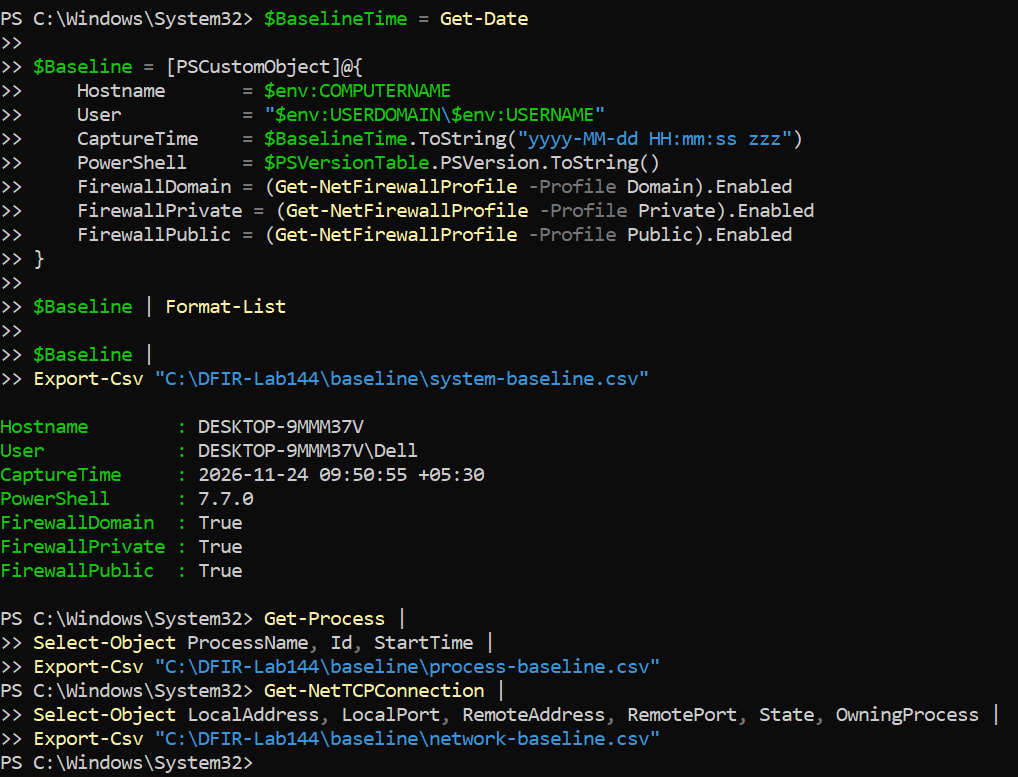 PS C:\Windows\System32> $BaselineTime = Get-Date
>>
>> $Baseline = [PSCustomObject]@{
>>     Hostname       = $env:COMPUTERNAME
>>     User           = "$env:USERDOMAIN\$env:USERNAME"
>>     CaptureTime    = $BaselineTime.ToString("yyyy-MM-dd HH:mm:ss zzz")
>>     PowerShell     = $PSVersionTable.PSVersion.ToString()
>>     FirewallDomain = (Get-NetFirewallProfile -Profile Domain).Enabled
>>     FirewallPrivate = (Get-NetFirewallProfile -Profile Private).Enabled
>>     FirewallPublic = (Get-NetFirewallProfile -Profile Public).Enabled
>> }
>>
>> $Baseline | Format-List
>>
>> $Baseline |
>> Export-Csv "C:\DFIR-Lab144\baseline\system-baseline.csv"

Hostname        : DESKTOP-9MMM37V
User            : DESKTOP-9MMM37V\Dell
CaptureTime     : 2026-11-24 09:50:55 +05:30
PowerShell      : 7.7.0
FirewallDomain  : True
FirewallPrivate : True
FirewallPublic  : True

PS C:\Windows\System32> Get-Process |
>> Select-Object ProcessName, Id, StartTime |
>> Export-Csv "C:\DFIR-Lab144\baseline\process-baseline.csv"
PS C:\Windows\System32> Get-NetTCPConnection |
>> Select-Object LocalAddress, LocalPort, RemoteAddress, RemotePort, State, OwningProcess |
>> Export-Csv "C:\DFIR-Lab144\baseline\network-baseline.csv"
PS C:\Windows\System32>